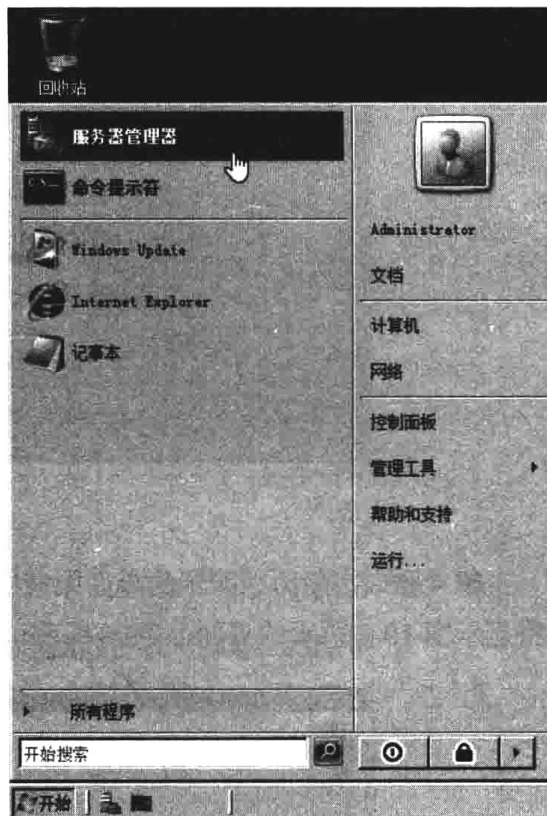 回收站
服务器管理器
命令提示符
Windows Update
Internet Explorer
记事本
所有程序
开始搜索
Administrator
文档
计算机
网络
控制面板
管理工具
帮助和支持
运行...
开始